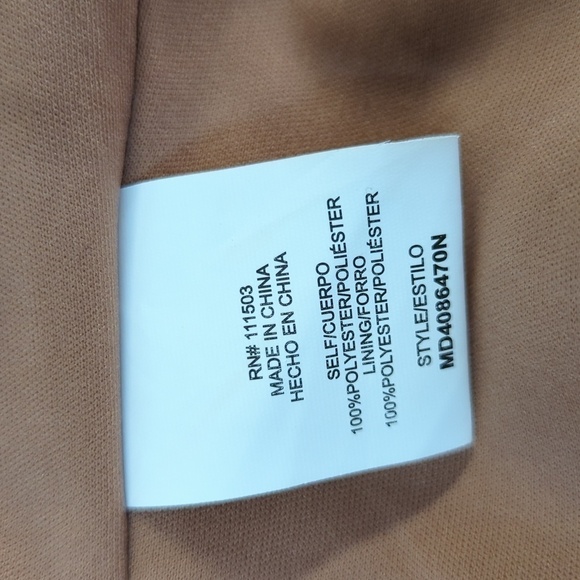 RN# 111503
MADE IN CHINA
HECHO EN CHINA
SELF/CUERPO
100%POLYESTER/POLIÉSTER
LINING/FORRO
100%POLYESTER/POLIÉSTER
STYLE/ESTILO
MD4086470N